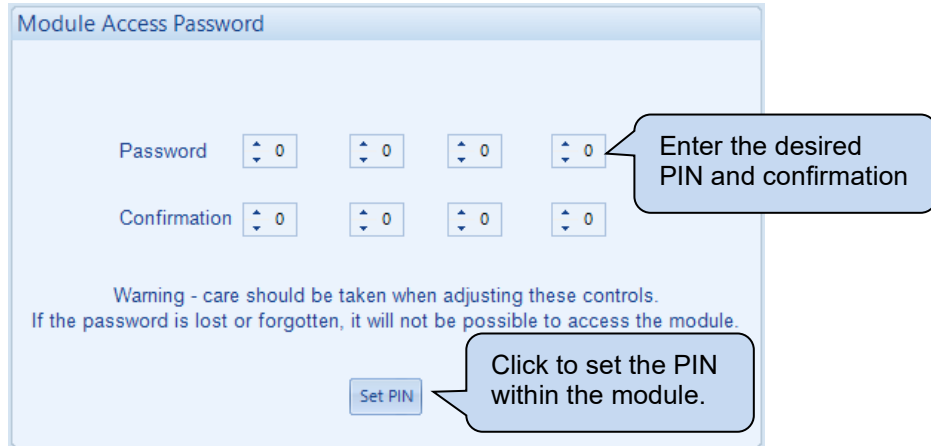 Module Access Password
Password 0 0 0 0
Enter the desired
PIN and confirmation
Confirmation 0 0 0 0
Warning - care should be taken when adjusting these controls.
If the password is lost or forgotten, it will not be possible to access the module.
Click to set the PIN
within the module.
Set PIN